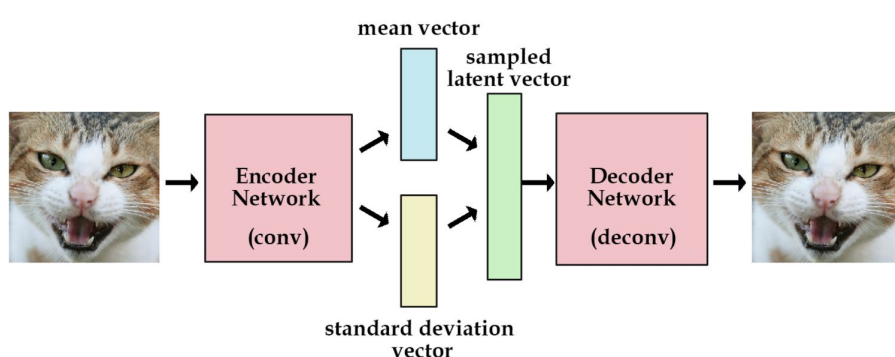 mean vector
sampled
latent vector
Encoder
Network
(conv)
Decoder
Network
(deconv)
standard deviation
vector